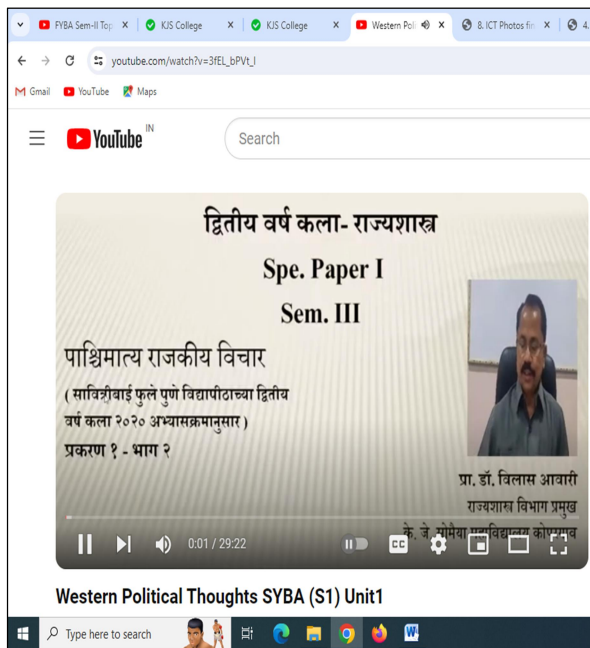 FYBA Sem-II Top
KJS College
KJS College
Western Poli
8. ICT Photos fin
4.
youtube.com/watch?v=3fEL_bPVt_I
Gmail
YouTube
Maps
YouTube IN
Search
द्वितीय वर्ष कला- राज्यशास्त्र
Spe. Paper I
Sem. III
पाश्चिमात्य राजकीय विचार
( सावित्रीबाई फुले पुणे विद्यापीठाच्या द्वितीय
वर्ष कला २०२० अभ्यासक्रमानुसार )
प्रकरण १ - भाग २
प्रा. डॉ. विलास आवारी
राज्यशास्त्र विभाग प्रमुख
के. जे. सोमैया महाविद्यालय कोपरगाव
0:01 / 29:22
CC
Western Political Thoughts SYBA (S1) Unit1
Type here to search
W